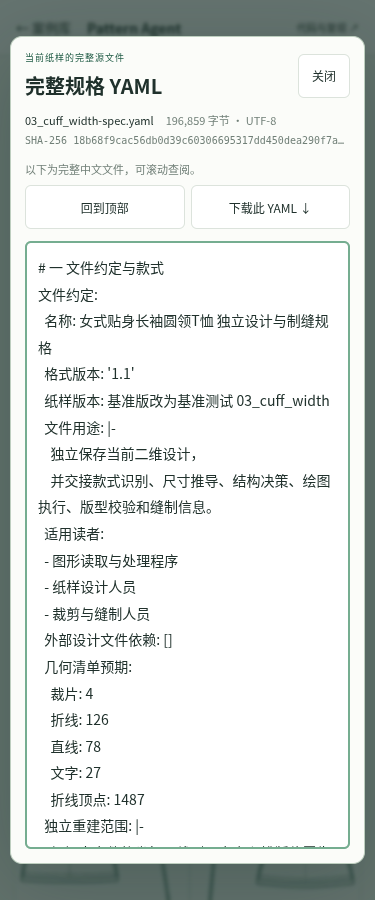 ← 案例库 Pattern Agent
当前纸样的完整源文件
完整规格 YAML
关闭
03_cuff_width-spec.yaml 196,859 字节 · UTF-8
SHA-256 18b68f9cac56db0d39c60306695317dd450dea290f7a…
以下为完整中文文件，可滚动查阅。
回到顶部
下载此 YAML ↓
# 一 文件约定与款式
文件约定:
名称: 女式贴身长袖圆领T恤 独立设计与制缝规
格
格式版本: '1.1'
纸样版本: 基准版改为基准测试 03_cuff_width
文件用途: |-
独立保存当前二维设计，
并交接款式识别、尺寸推导、结构决策、绘图
执行、版型校验和缝制信息。
适用读者:
- 图形读取与处理程序
- 纸样设计人员
- 裁剪与缝制人员
外部设计文件依赖: []
几何清单预期:
裁片: 4
折线: 126
直线: 78
文字: 27
折线顶点: 1487
独立重建范围: |-